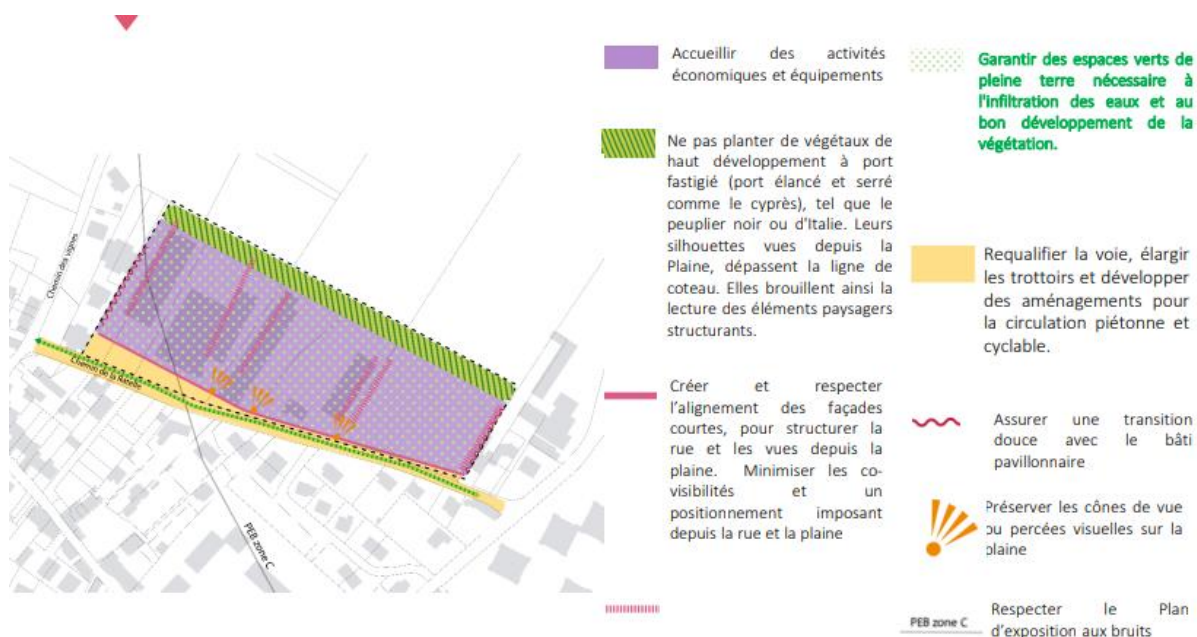 Chemin des vignes
Chemin de la Naselle
PEB zone C
Accueillir des activités
économiques et équipements
Ne pas planter de végétaux de
haut développement à port
fastigié (port élancé et serré
comme le cyprès), tel que le
peuplier noir ou d'Italie. Leurs
silhouettes vues depuis la
Plaine, dépassent la ligne de
coteau. Elles brouillent ainsi la
lecture des éléments paysagers
structurants.
Créer et respecter
l'alignement des façades
courtes, pour structurer la
rue et les vues depuis la
plaine. Minimiser les co-
visibilités et un
positionnement imposant
depuis la rue et la plaine
Garantir des espaces verts de
pleine terre nécessaire à
l'infiltration des eaux et au
bon développement de la
végétation.
Requalifier la voie, élargir
les trottoirs et développer
des aménagements pour
la circulation piétonne et
cyclable.
Assurer une transition
douce avec le bâti
pavillonnaire
Préserver les cônes de vue
ou percées visuelles sur la
plaine
PEB zone C
Respecter le Plan
d'exposition aux bruits